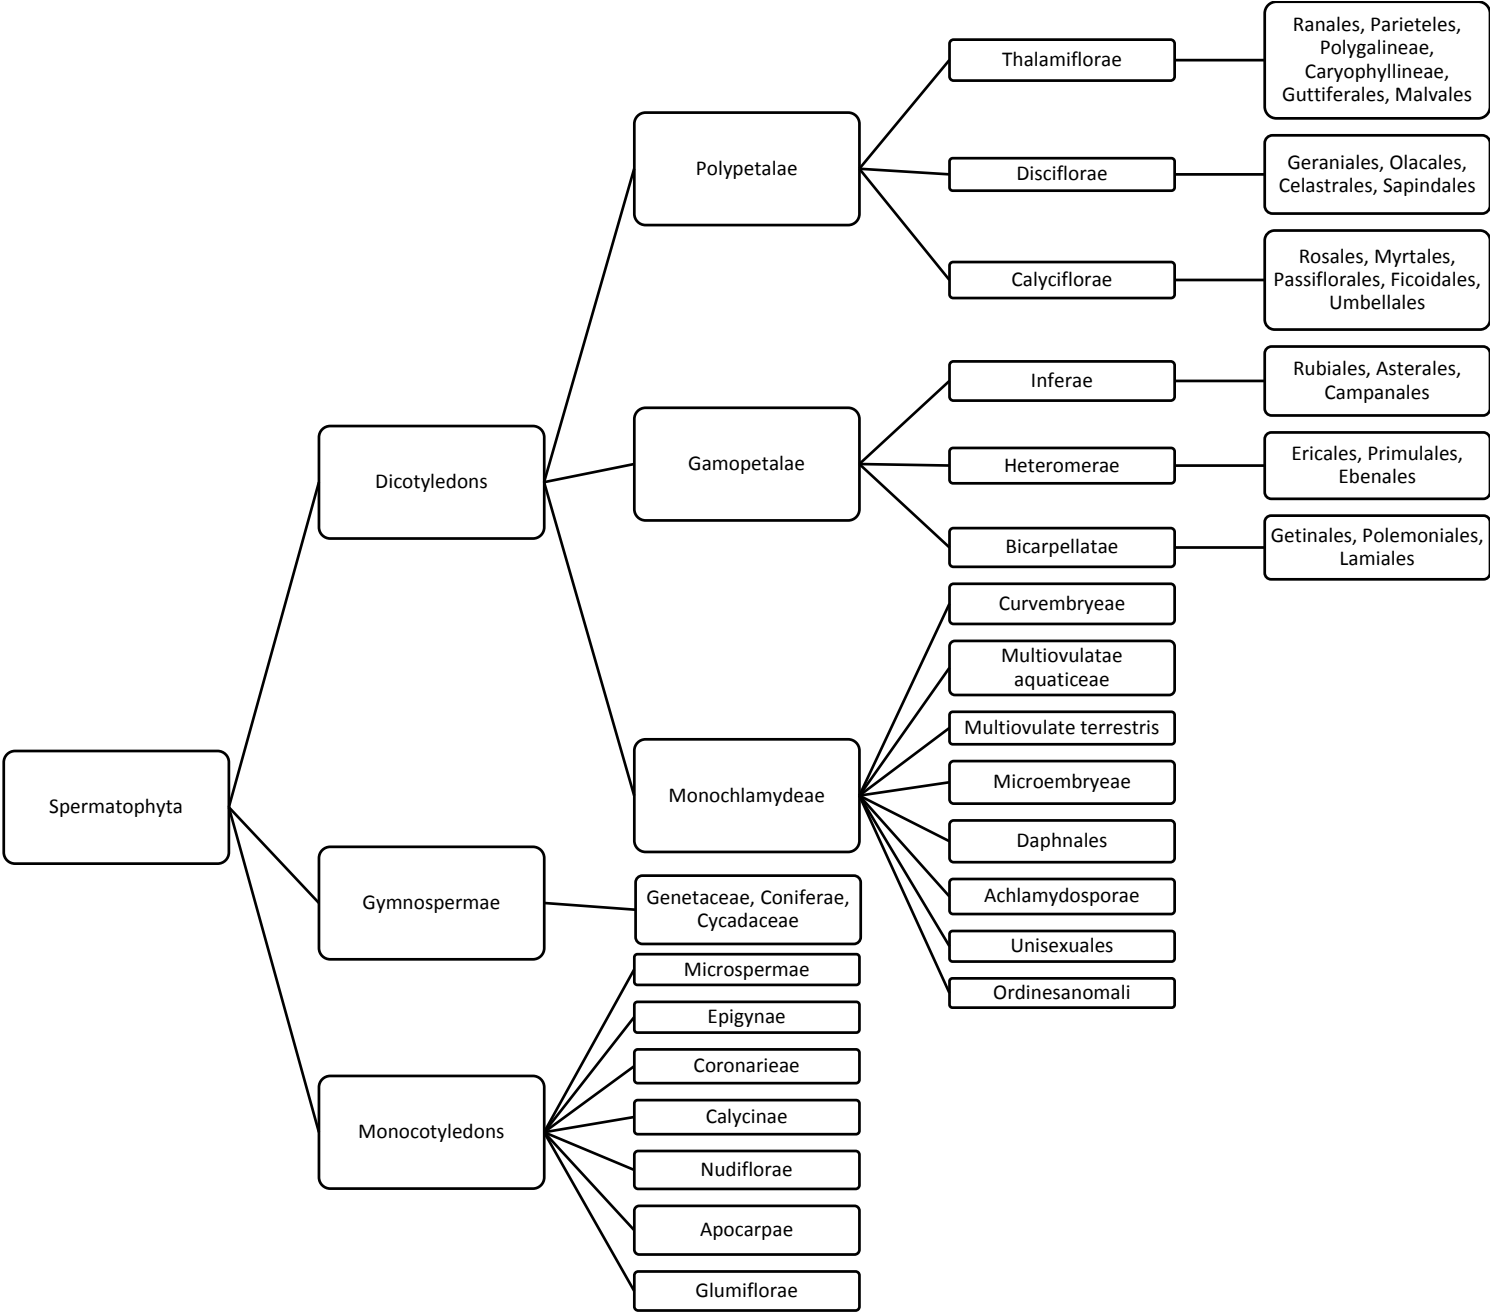 Spermatophyta
Dicotyledons
Polypetalae
Thalamiflorae
Ranales, Parieteles,
Polygalineae,
Caryophyllineae,
Guttiferales, Malvales
Disciflorae
Geraniales, Olacales,
Celastrales, Sapindales
Calyciflorae
Rosales, Myrtales,
Passiflorales, Ficoidales,
Umbellales
Gamopetalae
Inferae
Rubiales, Asterales,
Campanales
Heteromerae
Ericales, Primulales,
Ebenales
Bicarpellatae
Getinales, Polemoniales,
Lamiales
Monochlamydeae
Curvembryeae
Multiovulatae
aquaticeae
Multiovulate terrestris
Microembryeae
Daphnales
Achlamydosporae
Unisexuales
Ordinesanomali
Gymnospermae
Genetaceae, Coniferae,
Cycadaceae
Monocotyledons
Microspermae
Epigynae
Coronarieae
Calycinae
Nudiflorae
Apocarpae
Glumiflorae